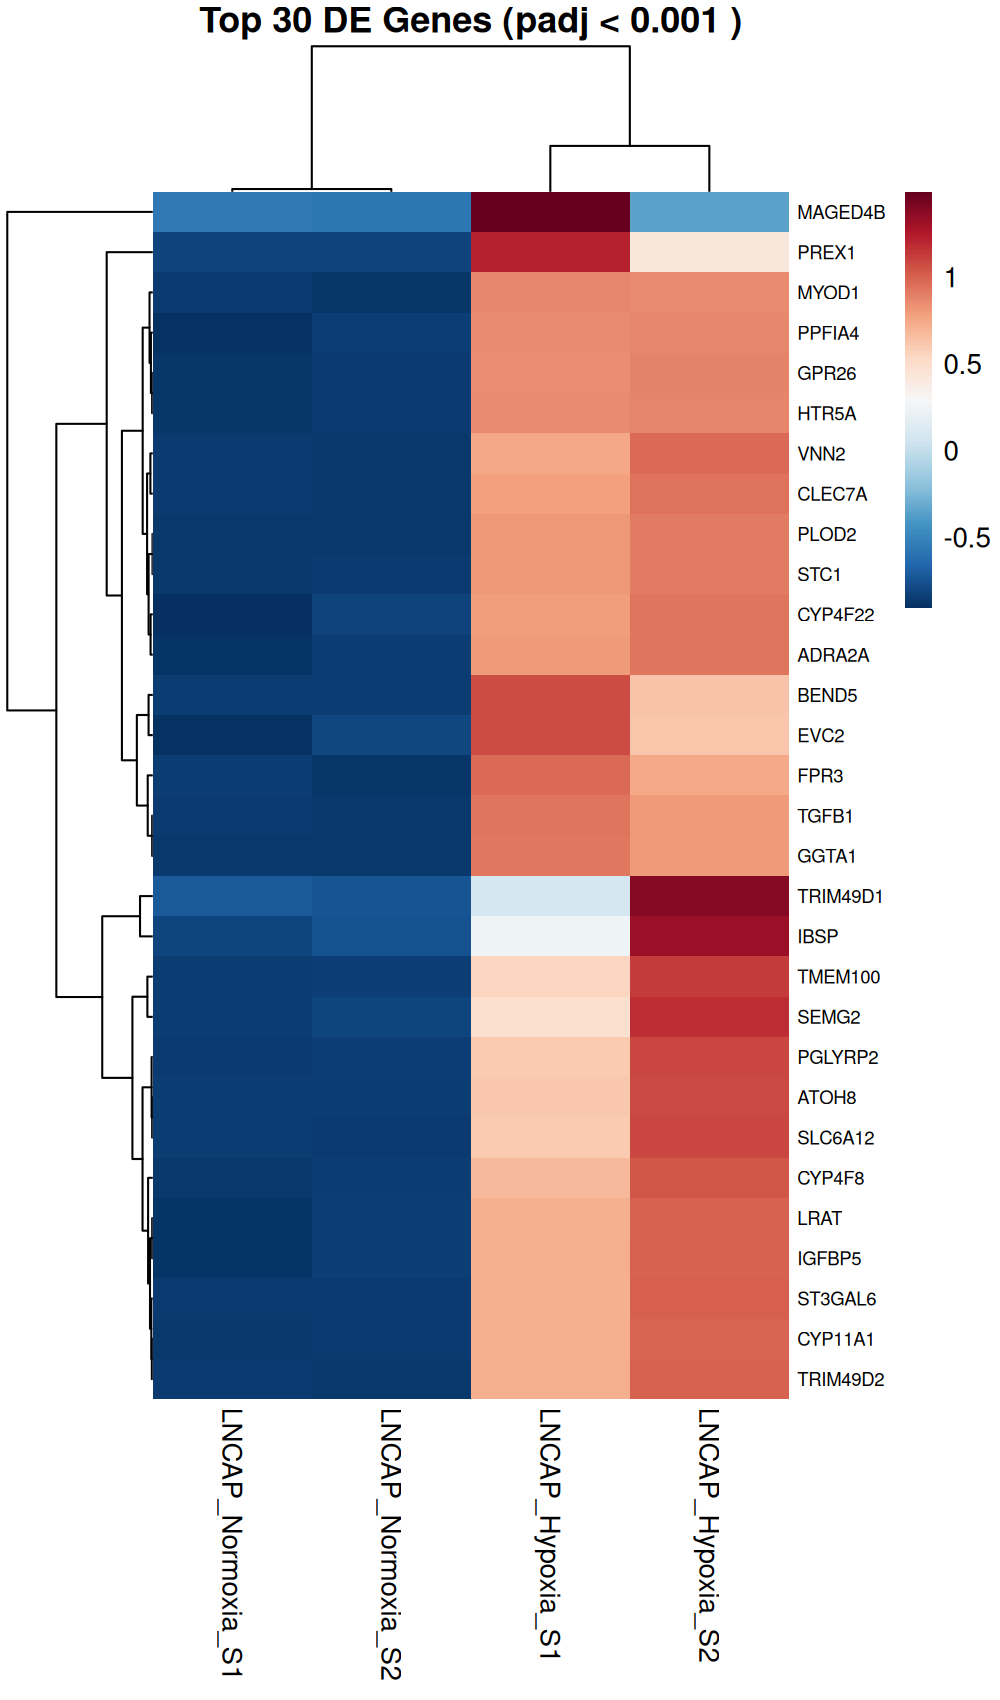 Top 30 DE Genes (padj < 0.001 )
MAGED4B
PREX1
MYOD1
PPFIA4
GPR26
HTR5A
VNN2
CLEC7A
PLOD2
STC1
CYP4F22
ADRA2A
BEND5
EVC2
FPR3
TGFB1
GGTA1
TRIM49D1
IBSP
TMEM100
SEMG2
PGLYRP2
ATOH8
SLC6A12
CYP4F8
LRAT
IGFBP5
ST3GAL6
CYP11A1
TRIM49D2
1
0.5
0
-0.5
LNCAP_Normoxia_S1
LNCAP_Normoxia_S2
LNCAP_Hypoxia_S1
LNCAP_Hypoxia_S2